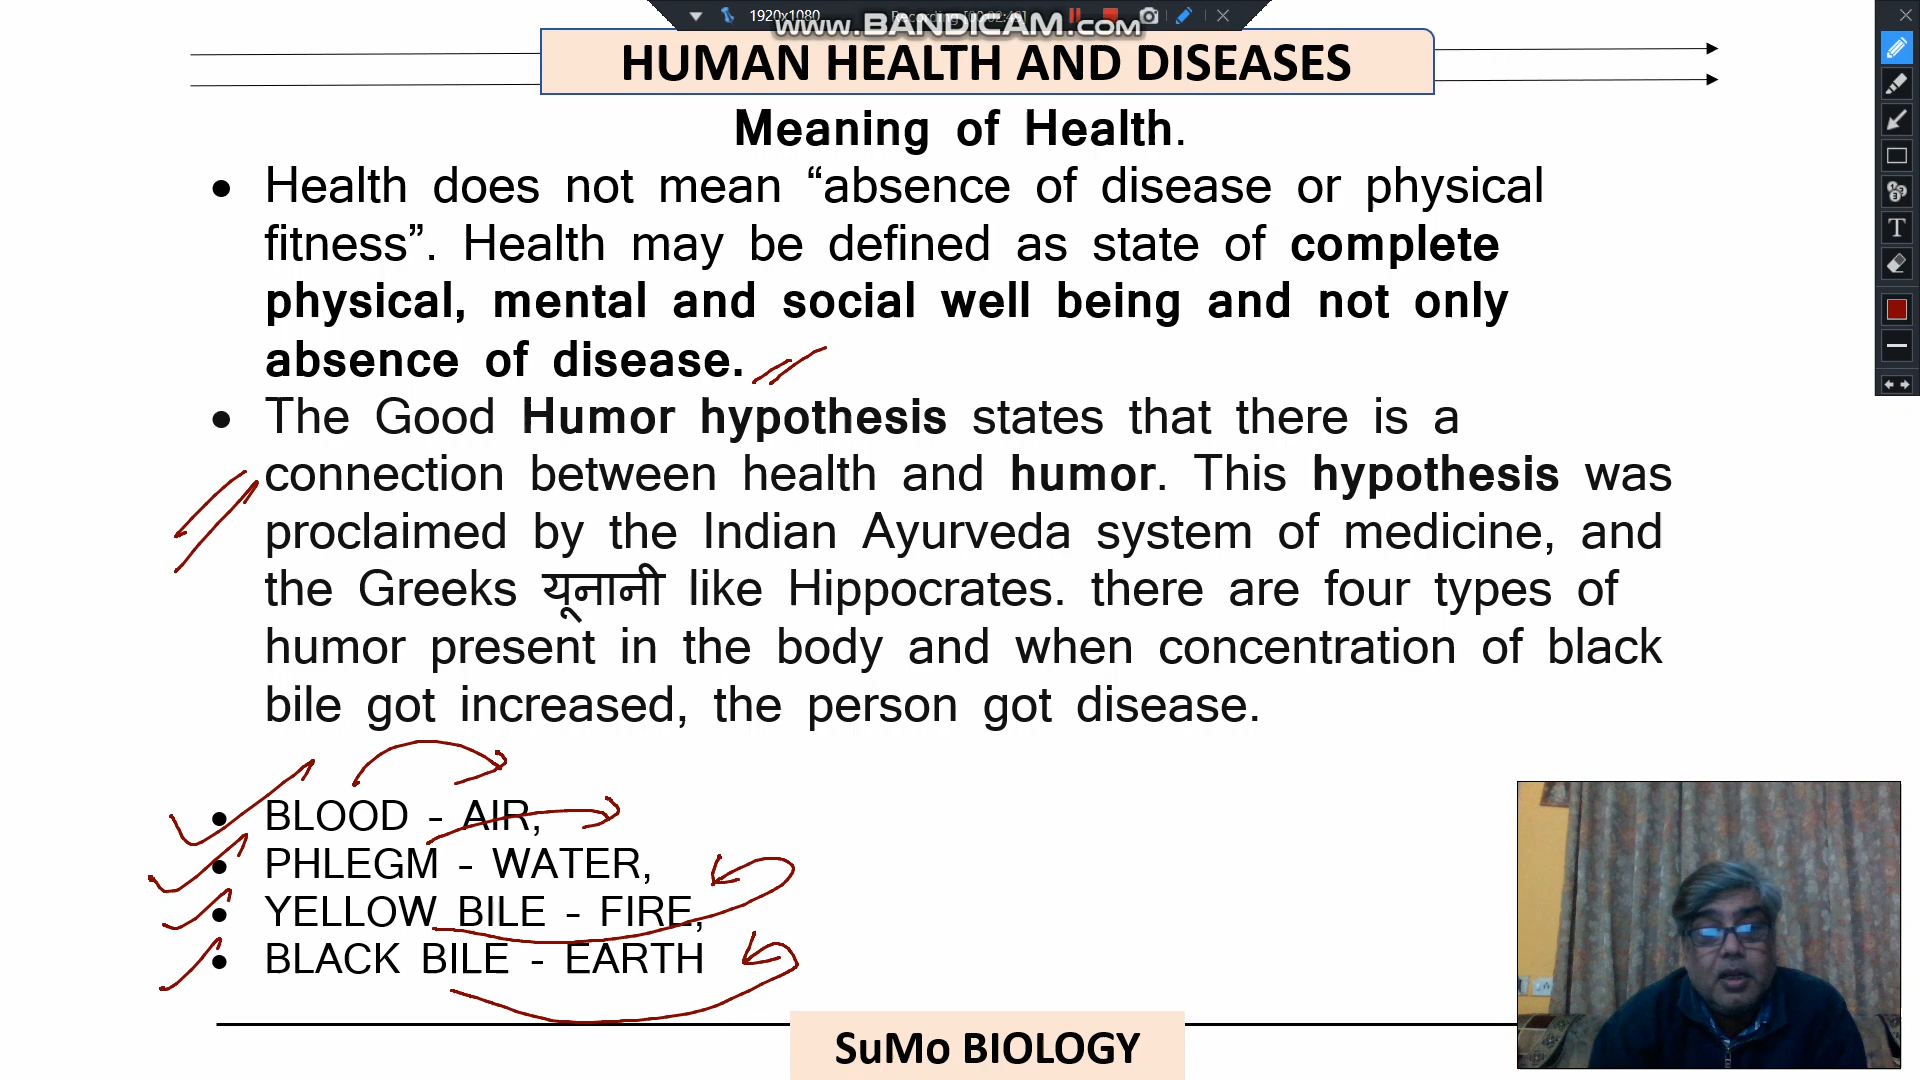 1920x1080
Recording [00:02:49]
www.BANDICAM.com
HUMAN HEALTH AND DISEASES
Meaning of Health.
• Health does not mean “absence of disease or physical
fitness”. Health may be defined as state of complete
physical, mental and social well being and not only
absence of disease.
• The Good Humor hypothesis states that there is a
connection between health and humor. This hypothesis was
proclaimed by the Indian Ayurveda system of medicine, and
the Greeks यूनानी like Hippocrates. there are four types of
humor present in the body and when concentration of black
bile got increased, the person got disease.
• BLOOD - AIR,
• PHLEGM - WATER,
• YELLOW BILE - FIRE,
• BLACK BILE - EARTH
SuMo BIOLOGY